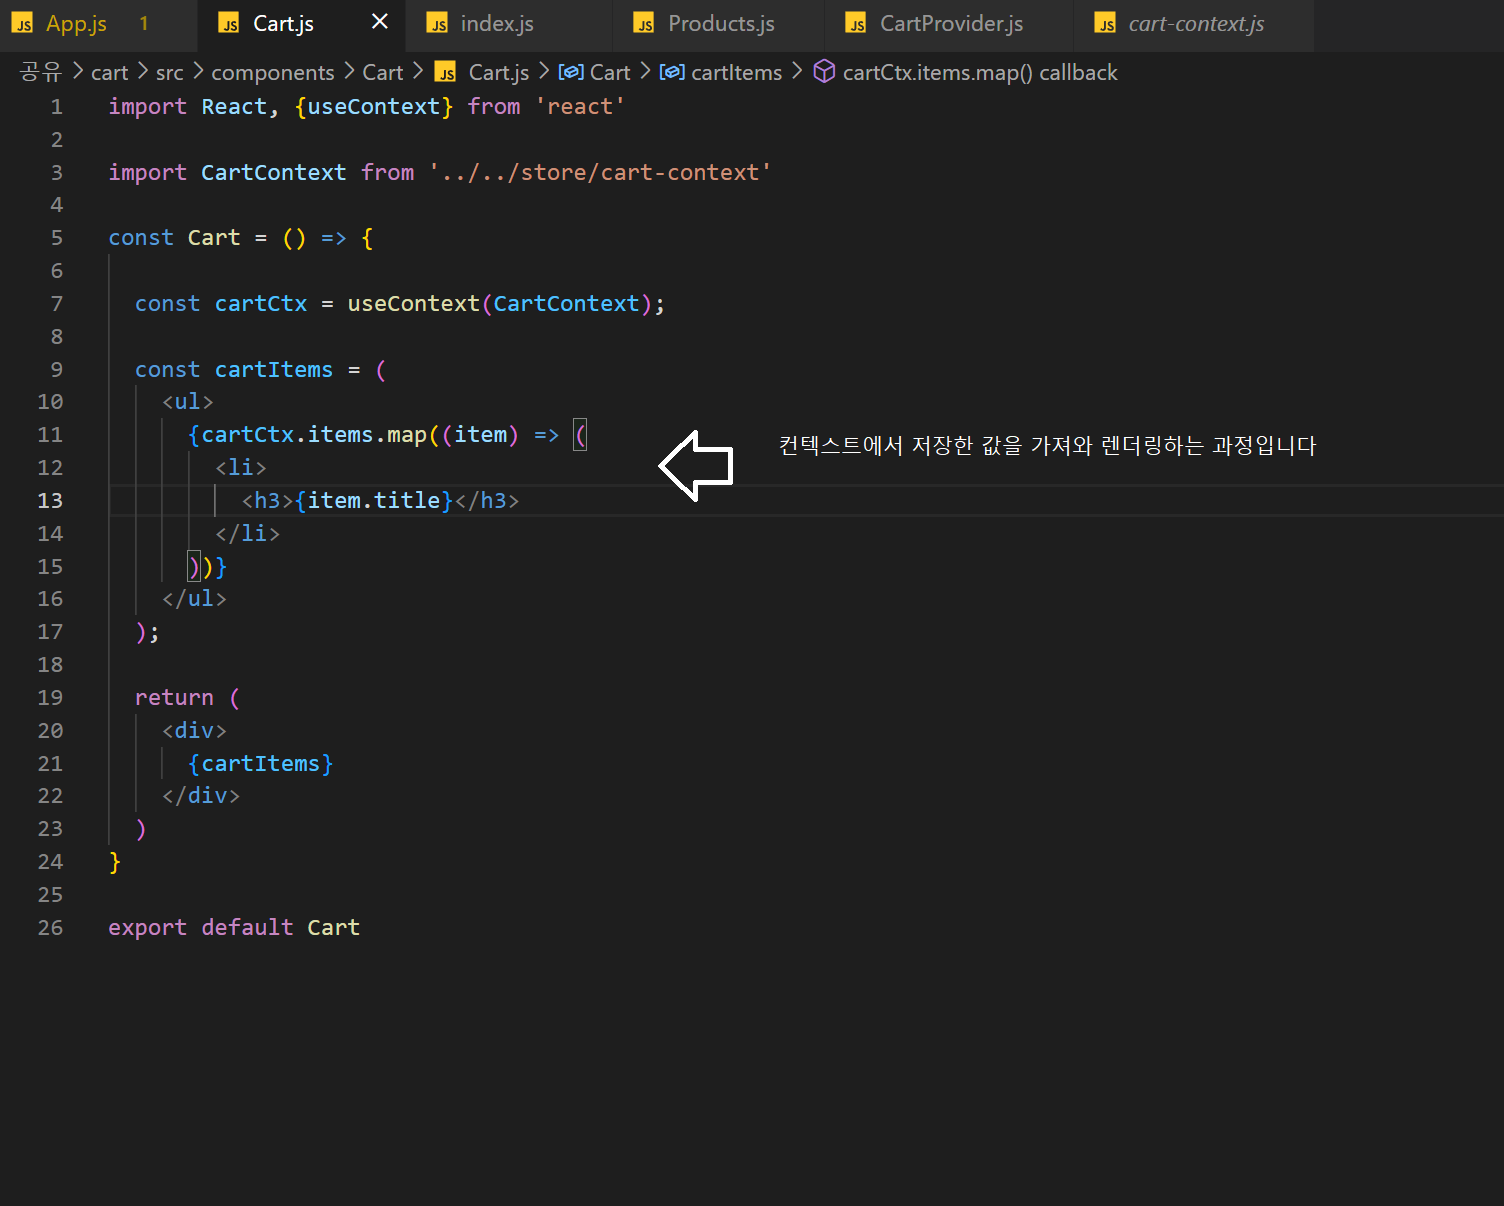 JS App.js 1 JS Cart.js × JS index.js JS Products.js JS CartProvider.js JS cart-context.js
공유 > cart > src > components > Cart > JS Cart.js > Cart > cartItems > cartCtx.items.map() callback
1 import React, {useContext} from 'react'
2
3 import CartContext from '../../store/cart-context'
4
5 const Cart = () => {
6
7 const cartCtx = useContext(CartContext);
8
9 const cartItems = (
10 <ul>
11 {cartCtx.items.map((item) => (
12 <li>
컨텍스트에서 저장한 값을 가져와 렌더링하는 과정입니다
13 <h3>{item.title}</h3>
14 </li>
15 ))}
16 </ul>
17 );
18
19 return (
20 <div>
21 {cartItems}
22 </div>
23 )
24 }
25
26 export default Cart